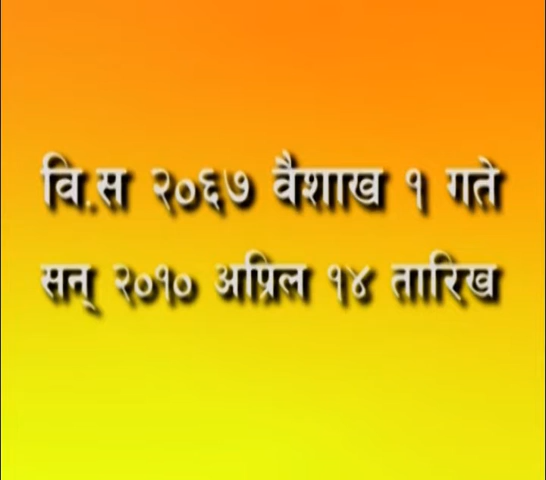 वि.स २०६७ वैशाख १ गते
सन् २०१० अप्रिल १४ तारिख